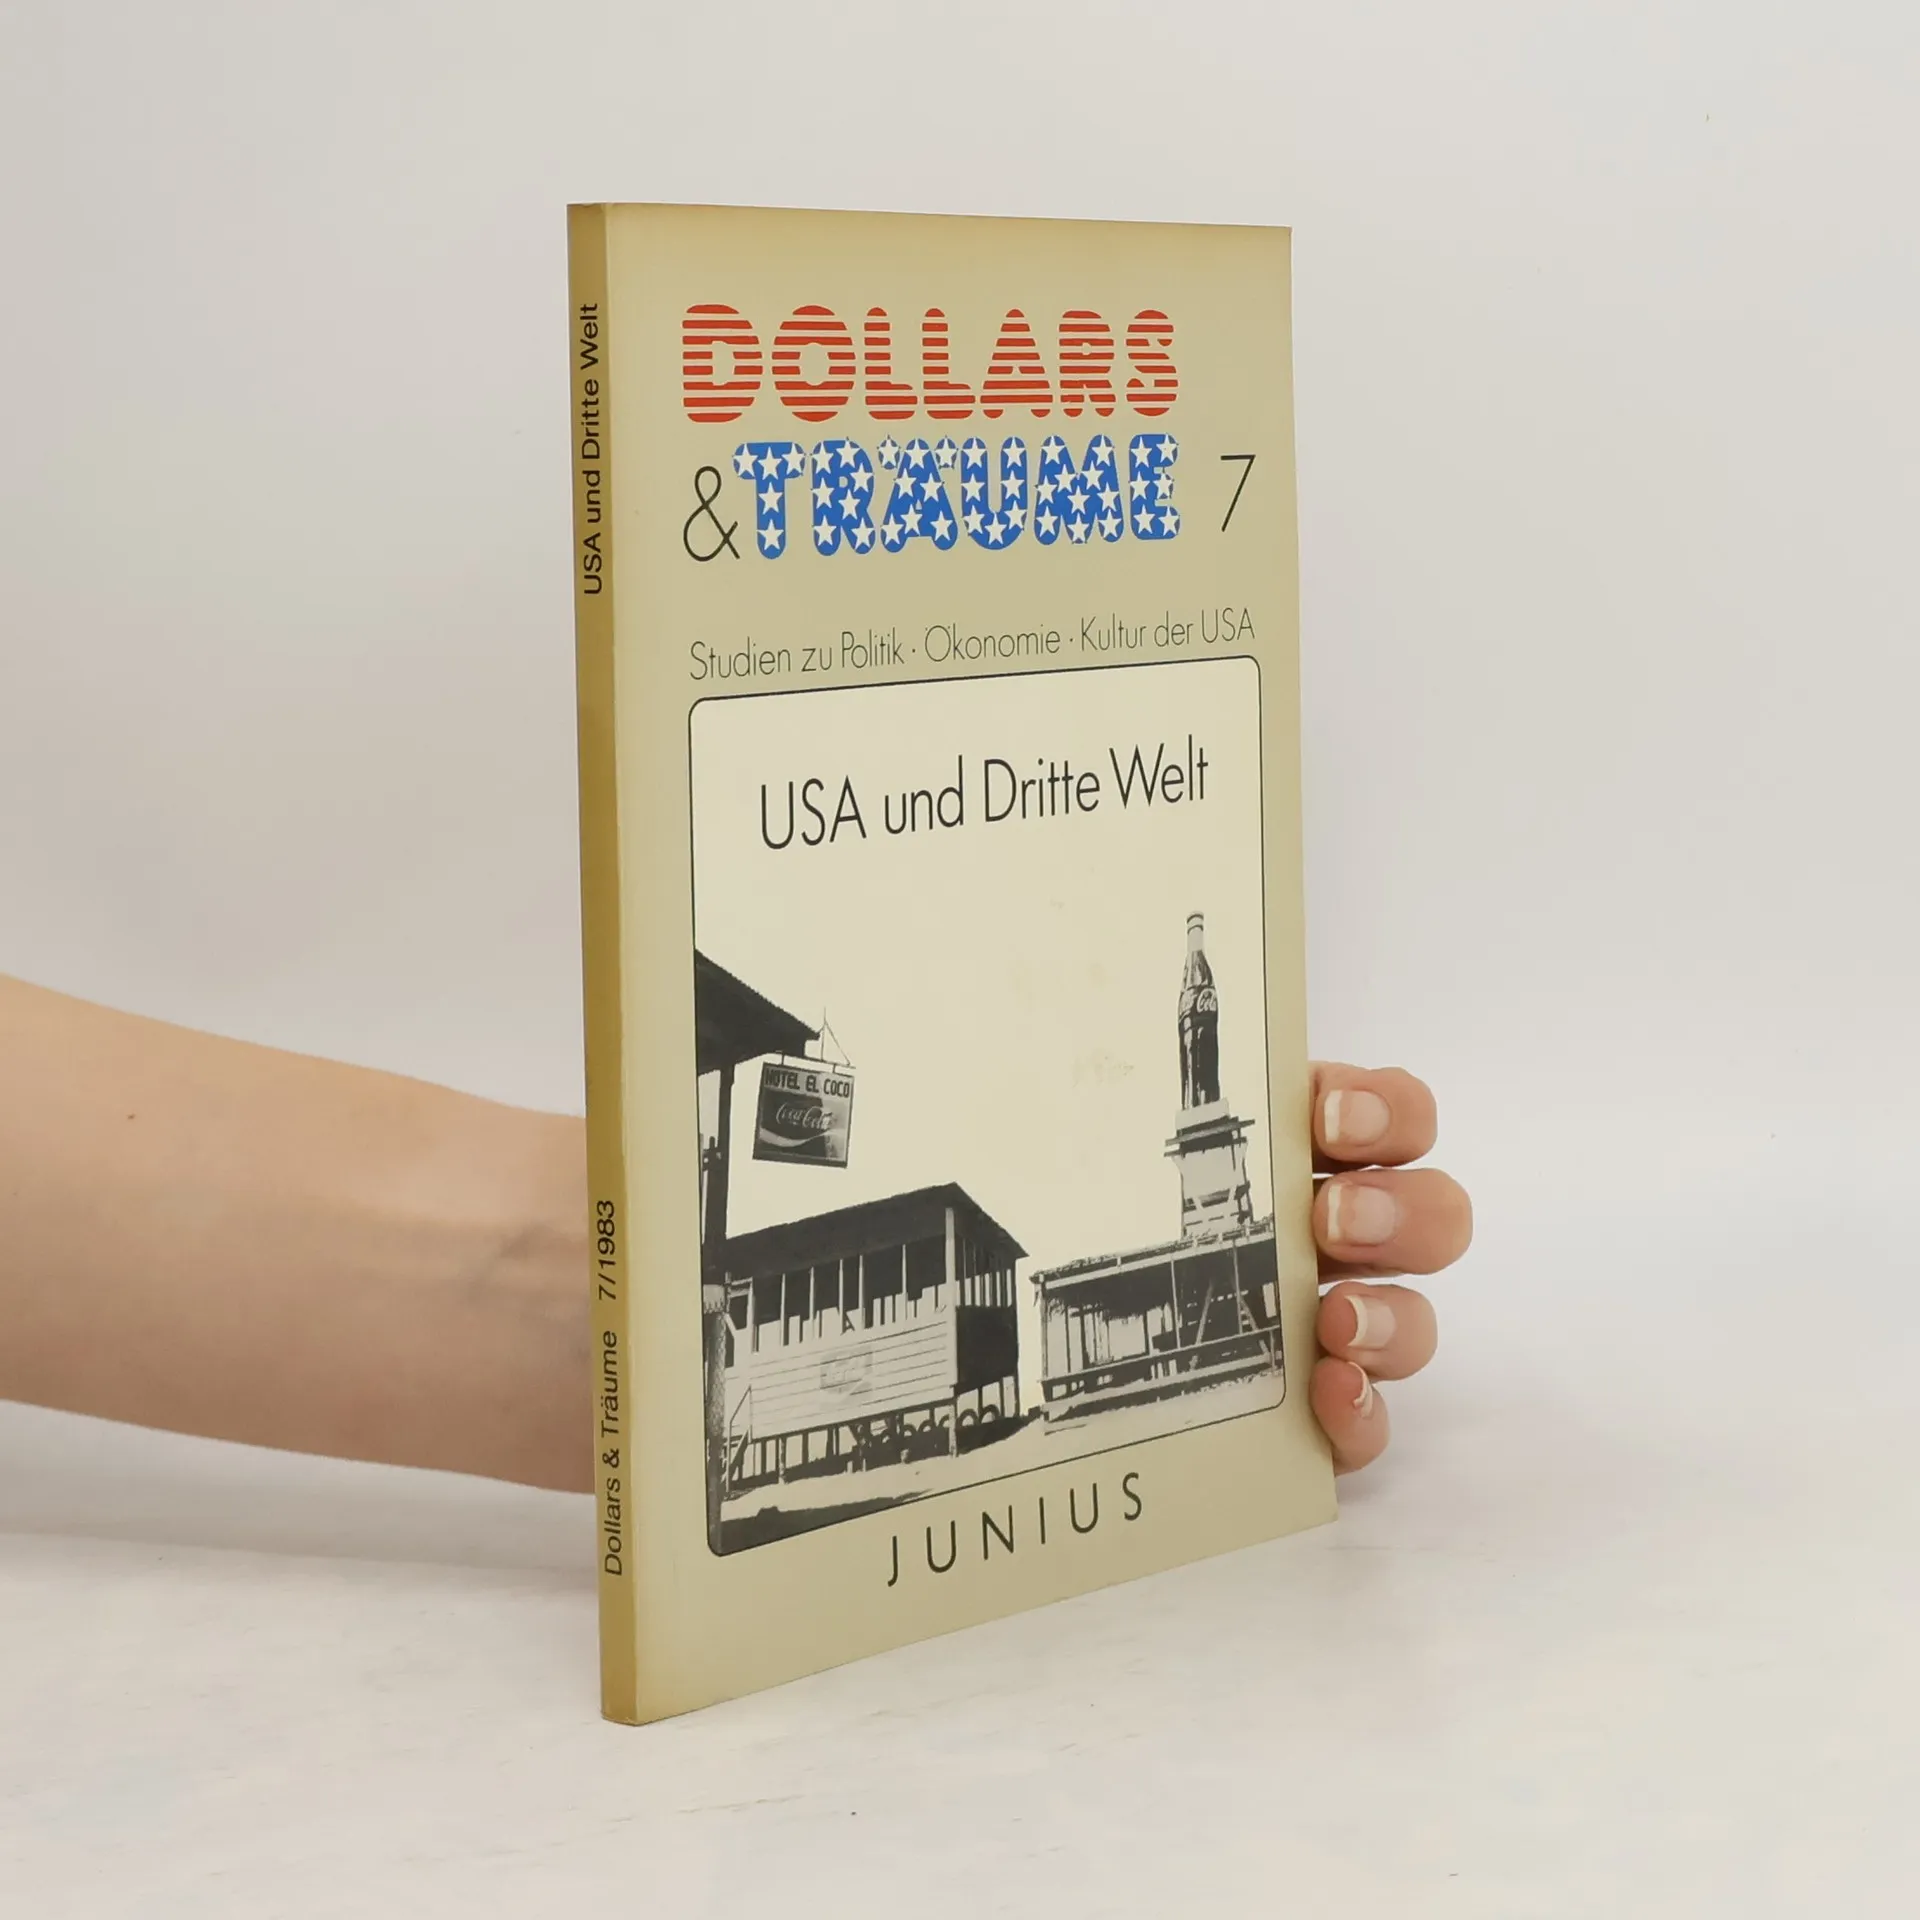 DOLLARS
& TRÄUME 7
Studien zu Politik · Ökonomie · Kultur der USA
USA und Dritte Welt
HOTEL EL COCO
Coca-Cola
Coca
JUNIUS
USA und Dritte Welt
Dollars & Träume 7/1983